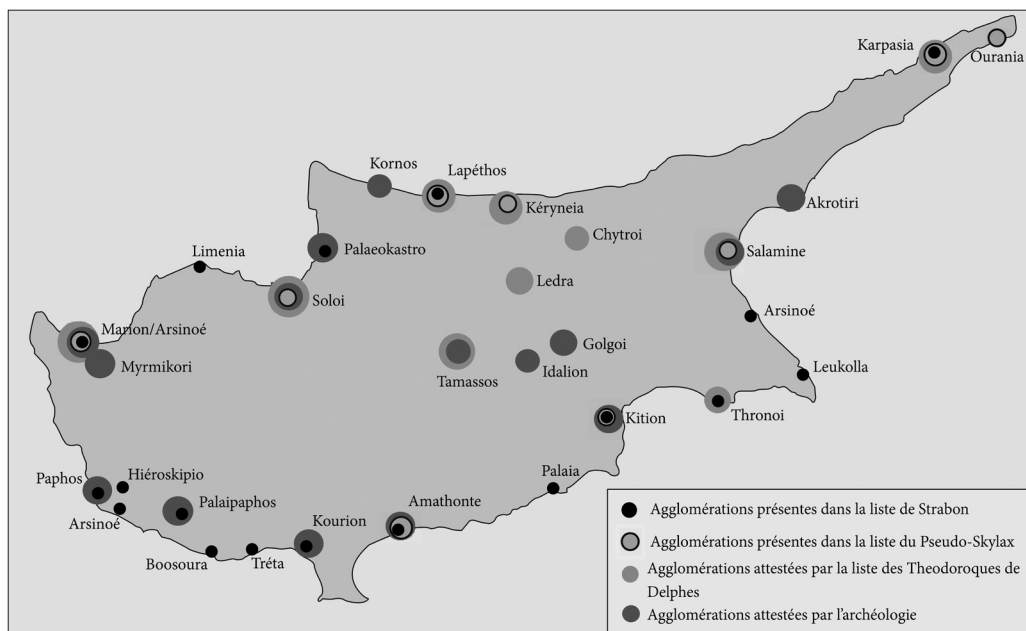 Karpasia
Ourania
Kornos
Lapéthos
Kéryneia
Akrotiri
Chytroi
Limenia
Palaeokastro
Salamine
Ledra
Soloi
Arsinoé
Marion/Arsinoé
Golgoi
Myrmikori
Idalion
Leukolla
Tamassos
Thronoi
Kition
Palaia
Paphos
Hiéroskipio
Palaipaphos
Amathonte
Arsinoé
Kourion
Boosoura
Tréta
Agglomérations présentes dans la liste de Strabon
Agglomérations présentes dans la liste du Pseudo-Skylax
Agglomérations attestées par la liste des Theodoroques de
Delphes
Agglomérations attestées par l'archéologie